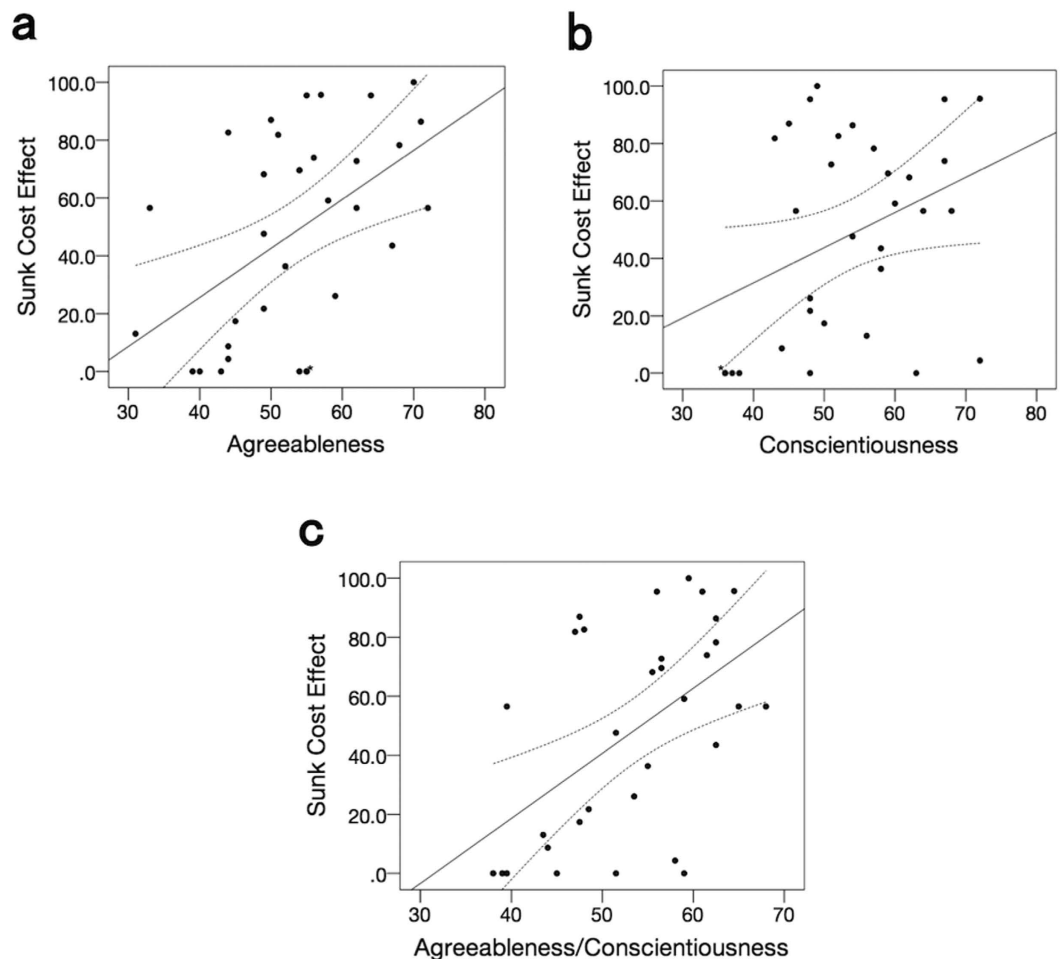 a
100.0
80.0
60.0
40.0
20.0
.0
Sunk Cost Effect
*
30 40 50 60 70 80
Agreeableness
b
100.0
80.0
60.0
40.0
20.0
.0
Sunk Cost Effect
*
30 40 50 60 70 80
Conscientiousness
c
100.0
80.0
60.0
40.0
20.0
.0
Sunk Cost Effect
30 40 50 60 70
Agreeableness/Conscientiousness